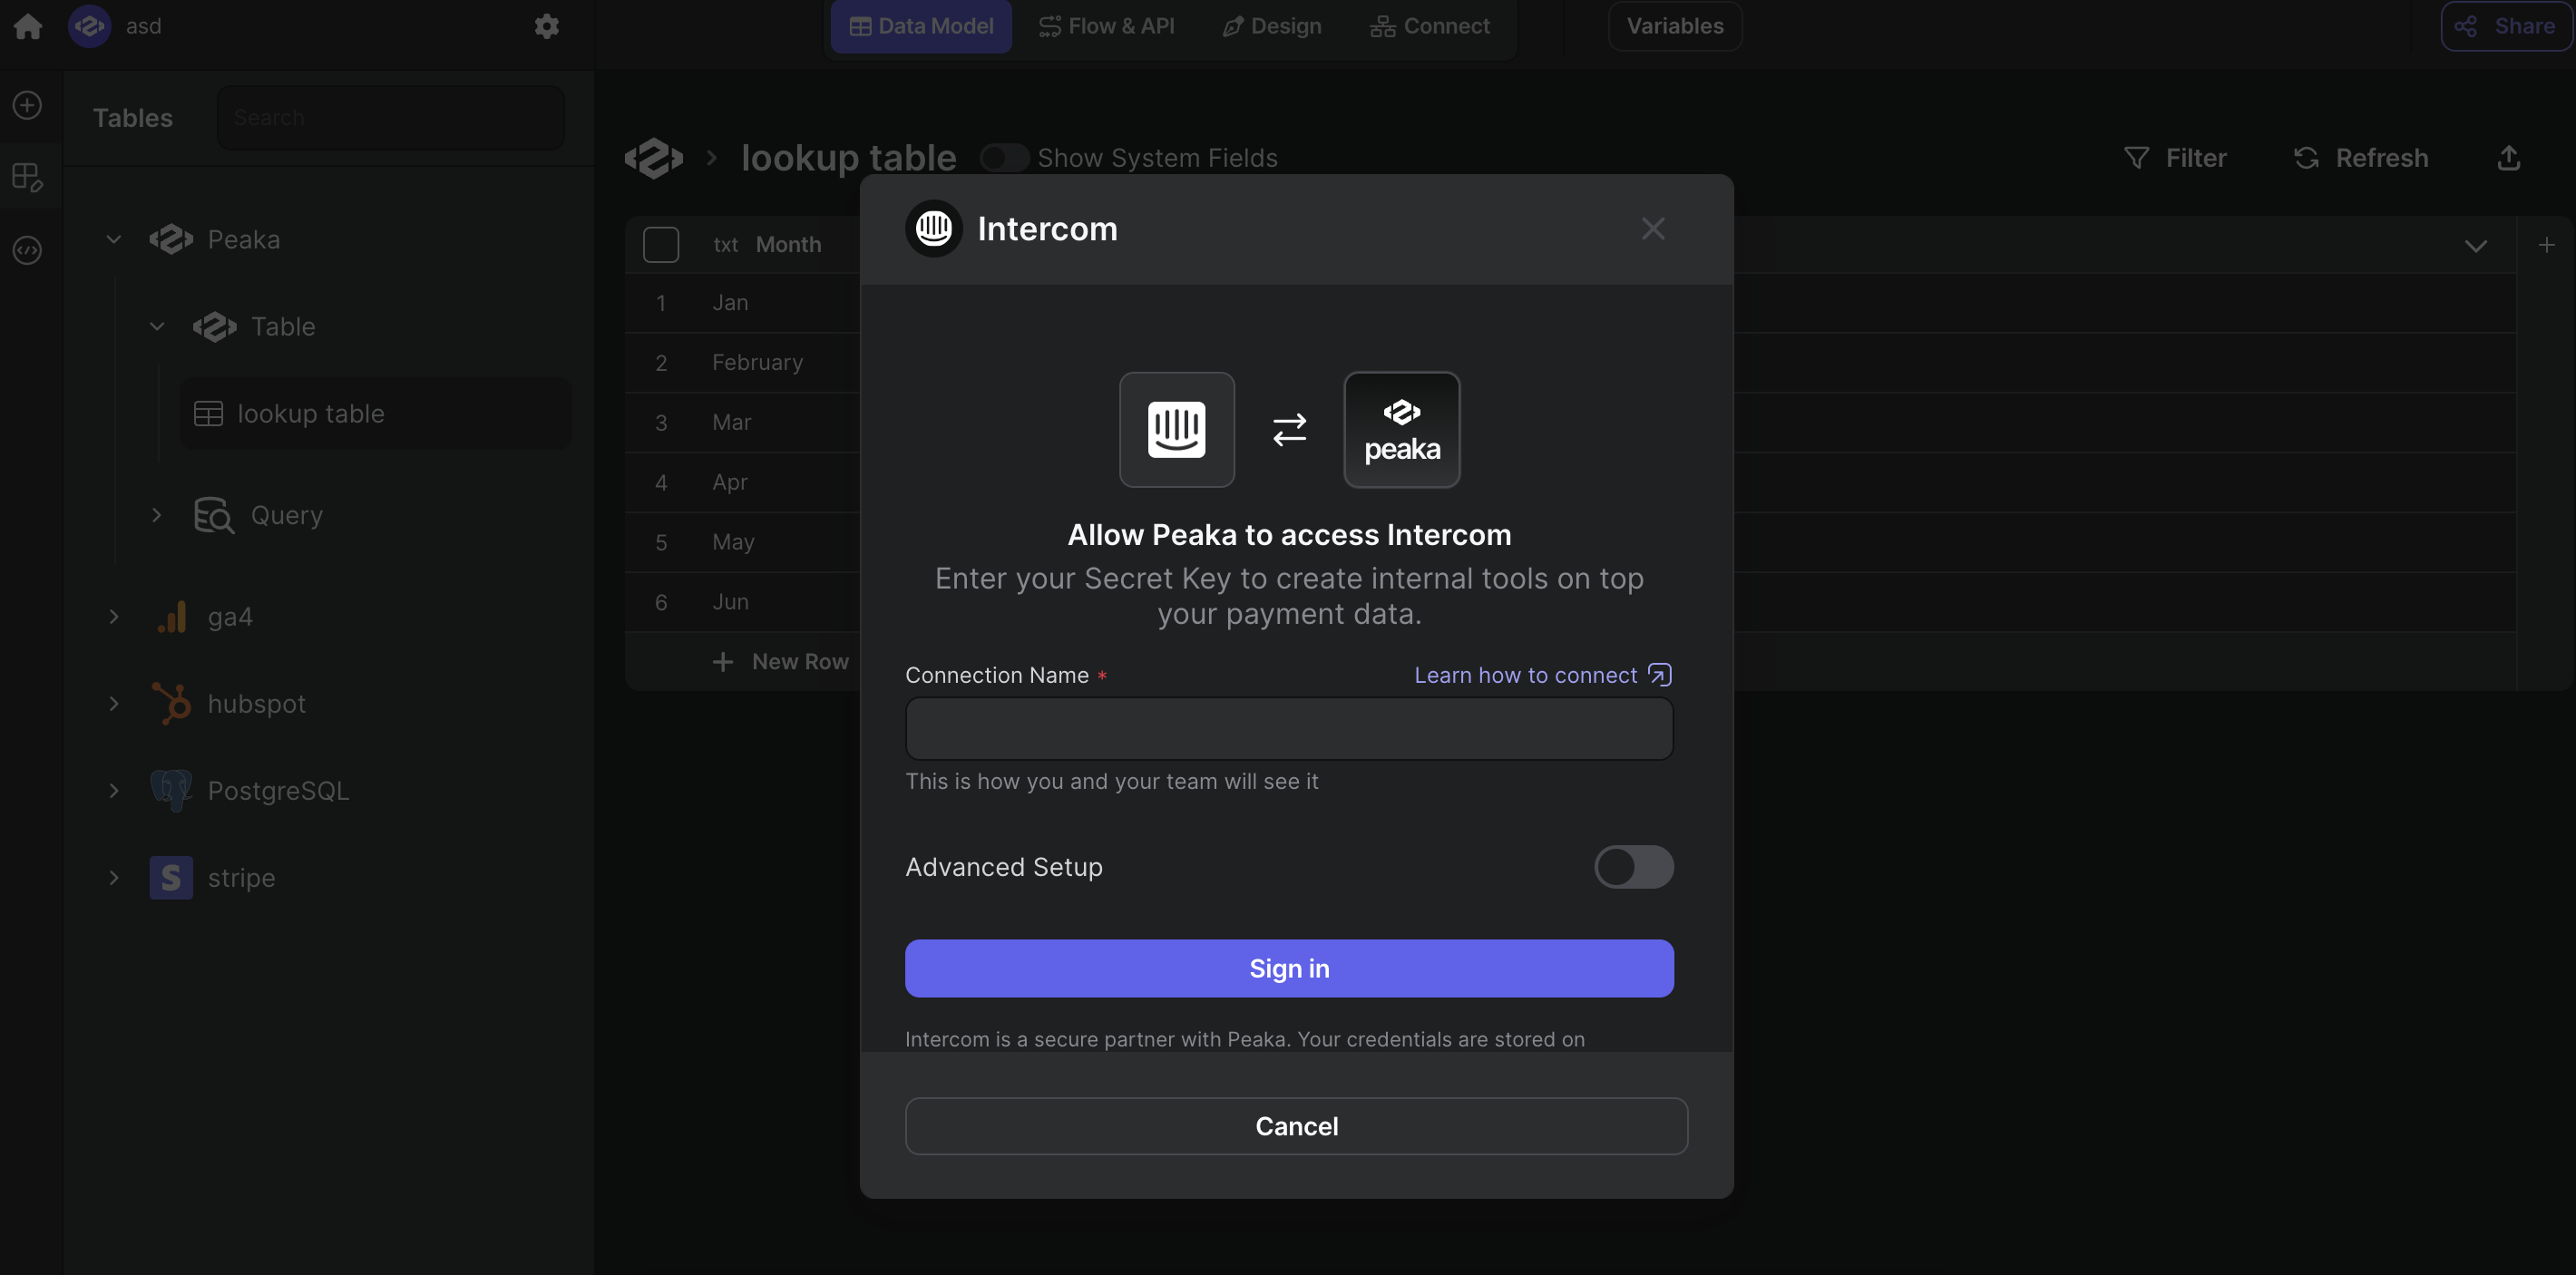 asd
Data Model
Flow & API
Design
Connect
Variables
Share
Tables
Search
lookup table
Show System Fields
Filter
Refresh
Peaka
Table
lookup table
Query
ga4
hubspot
PostgreSQL
stripe
txt Month
1 Jan
2 February
3 Mar
4 Apr
5 May
6 Jun
New Row
Intercom
peaka
Allow Peaka to access Intercom
Enter your Secret Key to create internal tools on top
your payment data.
Connection Name *
Learn how to connect
This is how you and your team will see it
Advanced Setup
Sign in
Intercom is a secure partner with Peaka. Your credentials are stored on
Cancel